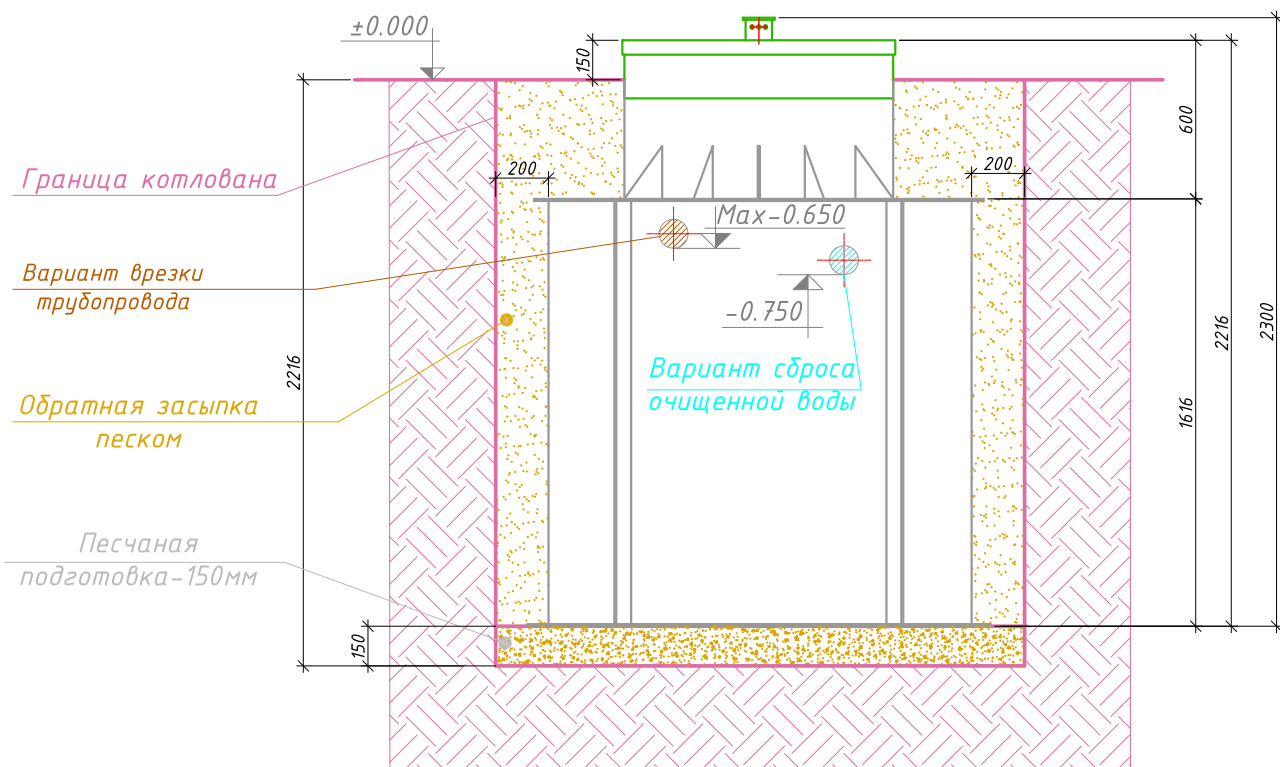 ±0.000
150
600
Граница котлована
200
200
Max-0.650
Вариант врезки
трубопровода
-0.750
2300
2216
2216
Вариант сброса
очищенной воды
Обратная засыпка
песком
1616
Песчаная
подготовка-150мм
150